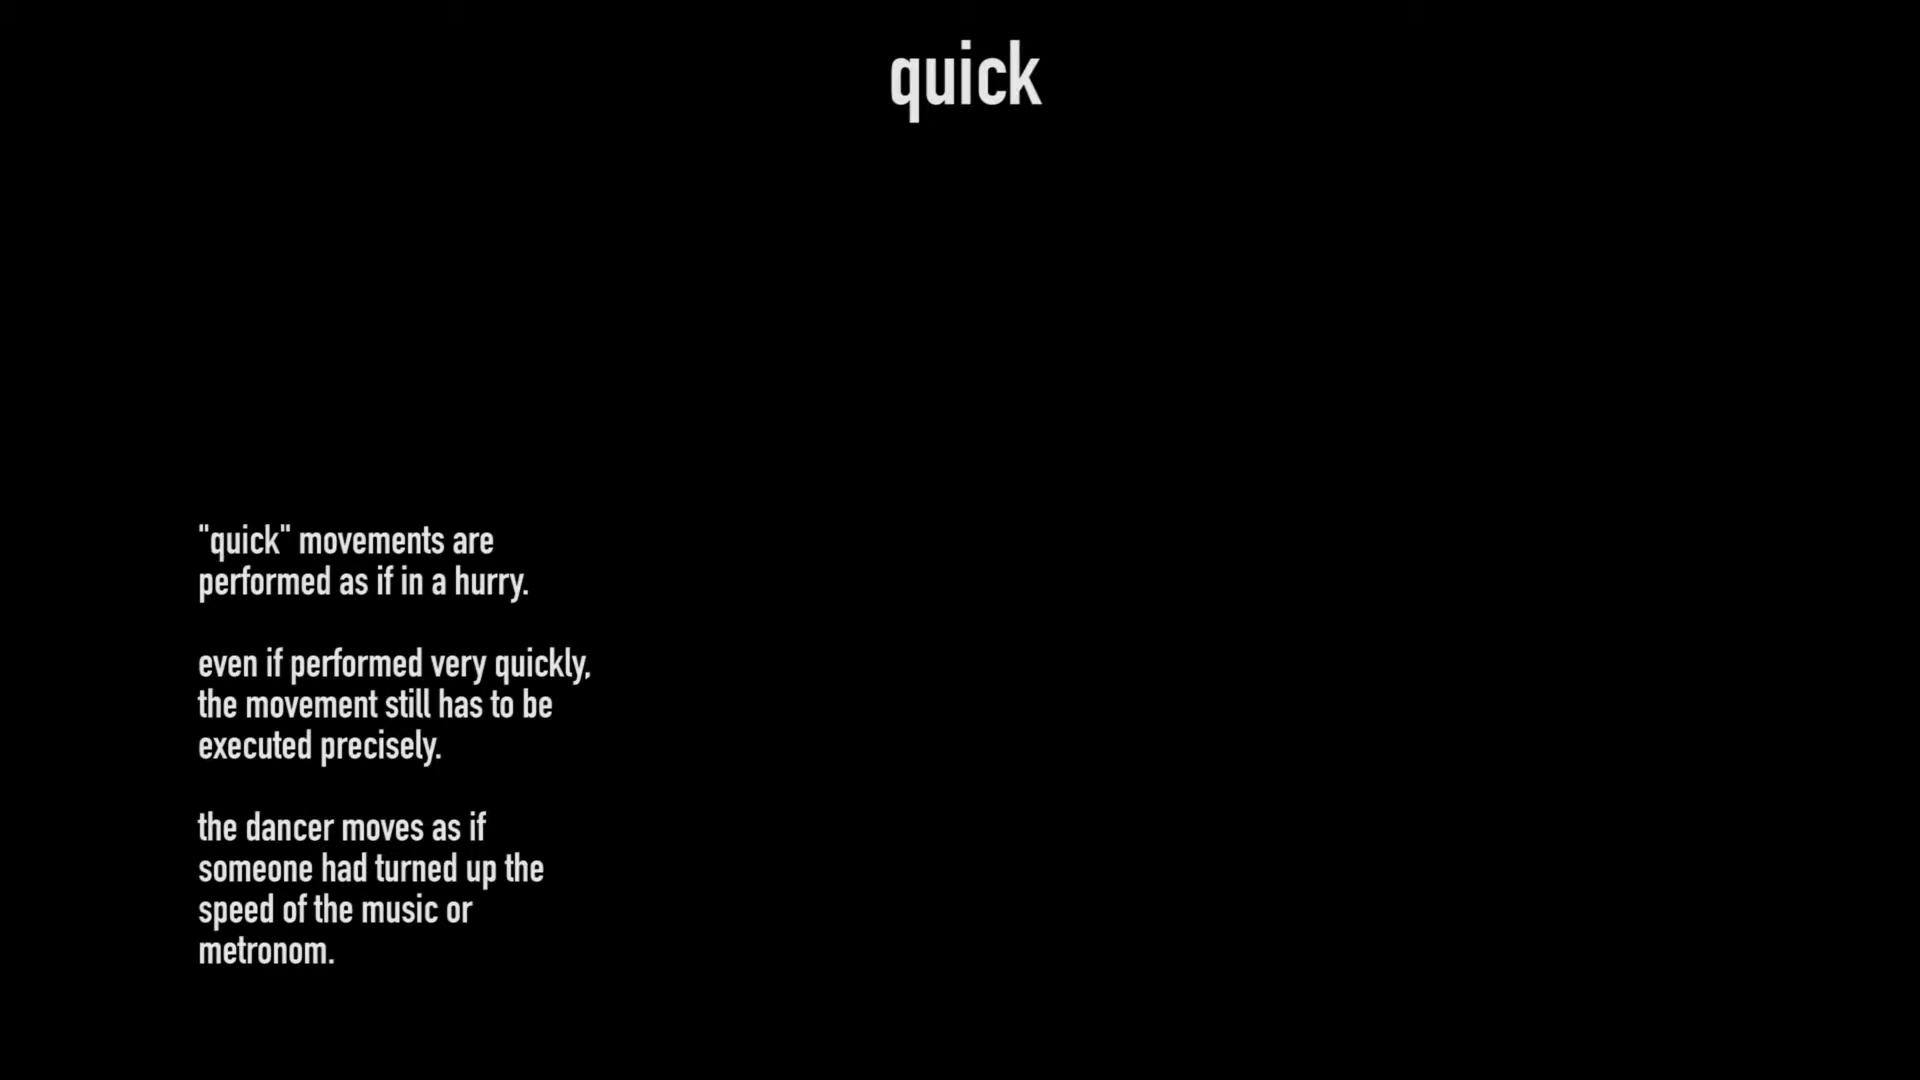 quick
"quick" movements are
performed as if in a hurry.
even if performed very quickly,
the movement still has to be
executed precisely.
the dancer moves as if
someone had turned up the
speed of the music or
metronom.